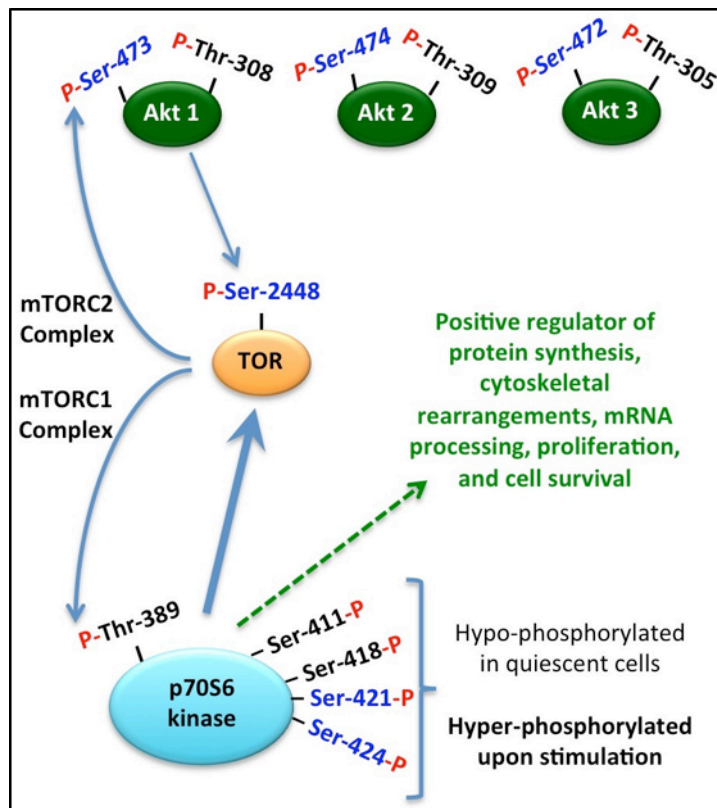 P-Ser-473
P-Thr-308
Akt 1
P-Ser-474
P-Thr-309
Akt 2
P-Ser-472
P-Thr-305
Akt 3
P-Ser-2448
TOR
mTORC2
Complex
mTORC1
Complex
Positive regulator of
protein synthesis,
cytoskeletal
rearrangements, mRNA
processing, proliferation,
and cell survival
P-Thr-389
p70S6
kinase
Ser-411-P
Ser-418-P
Ser-421-P
Ser-424-P
Hypo-phosphorylated
in quiescent cells
Hyper-phosphorylated
upon stimulation